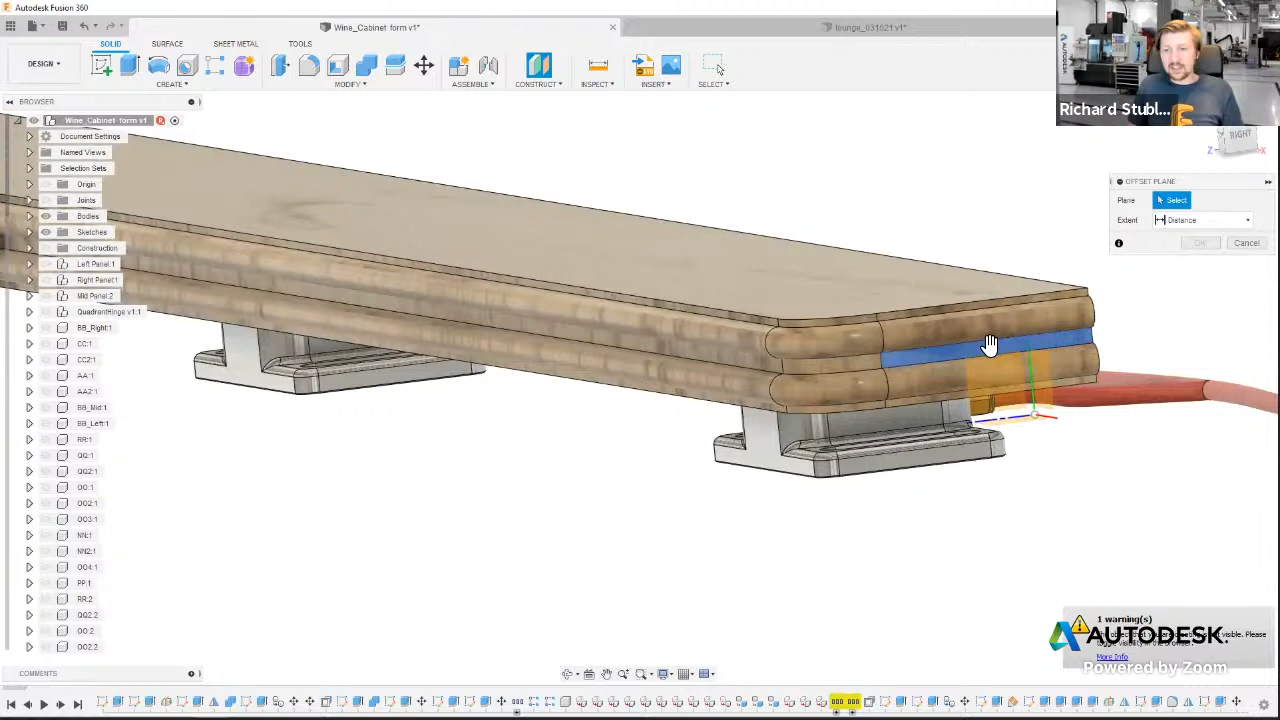 Autodesk Fusion 360
Wine_Cabinet form v1*
lounge_031521 v1*
SOLID
SURFACE
SHEET METAL
TOOLS
DESIGN
CREATE
MODIFY
ASSEMBLE
CONSTRUCT
INSPECT
INSERT
SELECT
Richard Stubl...
BROWSER
Wine_Cabinet form v1
R
Document Settings
Named Views
Selection Sets
Origin
Joints
Bodies
Sketches
Construction
Left Panel:1
Right Panel:1
Mid Panel:2
QuadrantHinge v1:1
BB_Right:1
CC:1
CC2:1
AA:1
AA2:1
BB_Mid:1
BB_Left:1
RR:1
QQ:1
QQ2:1
OO:1
OO2:1
OO3:1
NN:1
NN2:1
OO4:1
PP:1
RR:2
QQ2:2
OO:2
OO2:2
RIGHT
Z
X
OFFSET PLANE
Plane
Select
Extent
Distance
OK
Cancel
1 warning(s)
AUTODESK.
More Info
Powered by Zoom
COMMENTS